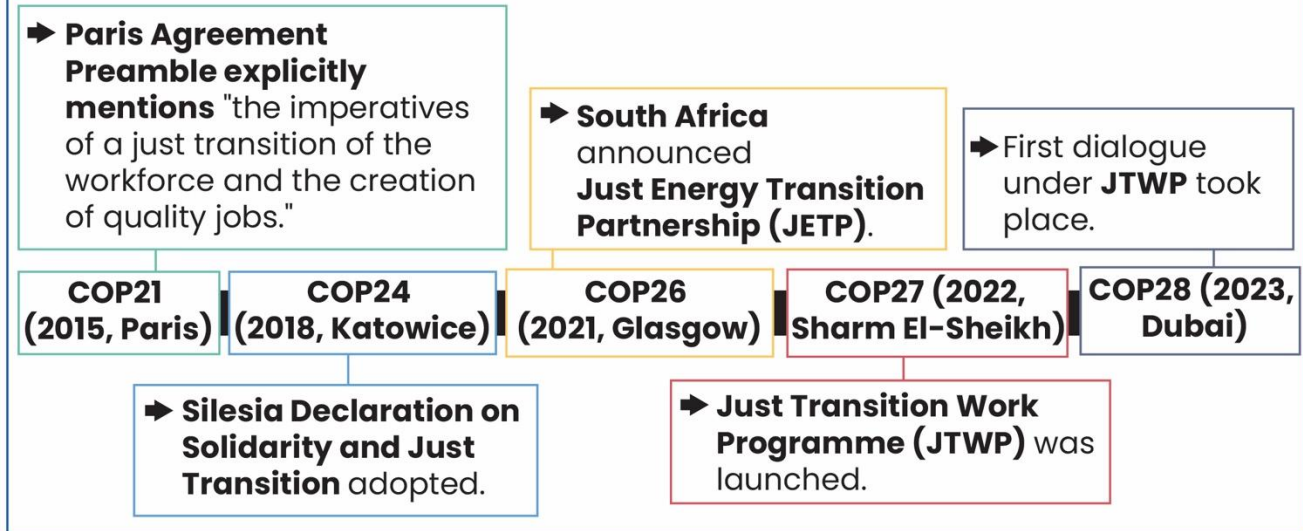 ➡ Paris Agreement
Preamble explicitly
mentions "the imperatives
of a just transition of the
workforce and the creation
of quality jobs."
➡ South Africa
announced
Just Energy Transition
Partnership (JETP).
➡ First dialogue
under JTWP took
place.
COP21
(2015, Paris)
COP24
(2018, Katowice)
COP26
(2021, Glasgow)
COP27 (2022,
Sharm El-Sheikh)
COP28 (2023,
Dubai)
➡ Silesia Declaration on
Solidarity and Just
Transition adopted.
➡ Just Transition Work
Programme (JTWP) was
launched.